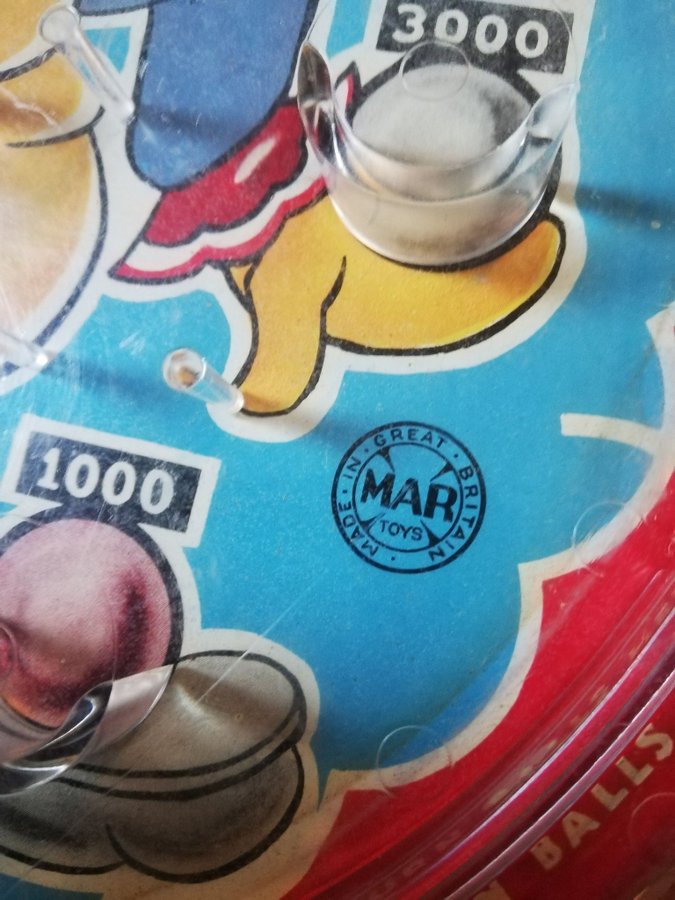 3000
1000
MADE · IN · GREAT · BRITAIN ·
MAR
TOYS
BALLS